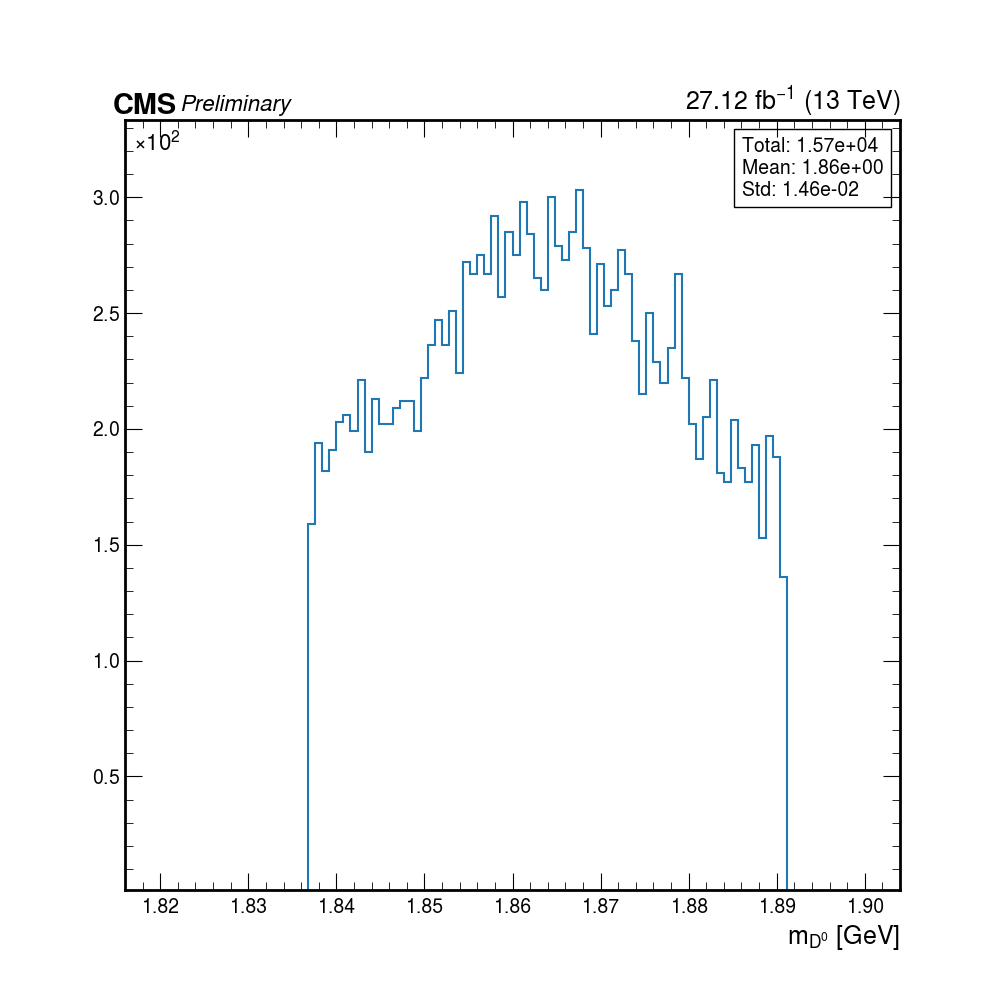 CMS Preliminary
27.12 fb⁻¹ (13 TeV)
×10²
Total: 1.57e+04
Mean: 1.86e+00
Std: 1.46e-02
3.0
2.5
2.0
1.5
1.0
0.5
1.82 1.83 1.84 1.85 1.86 1.87 1.88 1.89 1.90
m_D⁰ [GeV]